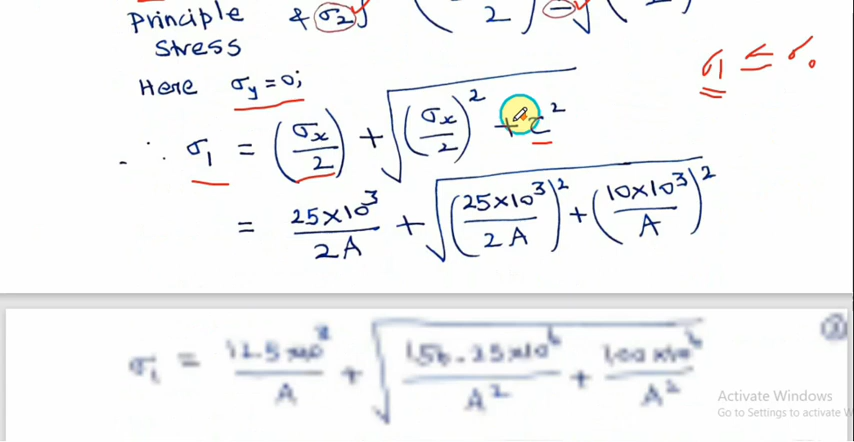 Principle & σ₂ ( 2 ) − (
Stress
Here σy = 0;
σ₁ ≤ σ.
∴ σ₁ = (σx/2) + √((σx/2)² + τ²)
= 25×10³/2A + √((25×10³/2A)² + (10×10³/A)²)
σ₁ = 12.5×10³/A + √(156.25×10⁶/A² + 100×10⁶/A²)
Activate Windows
Go to Settings to activate W